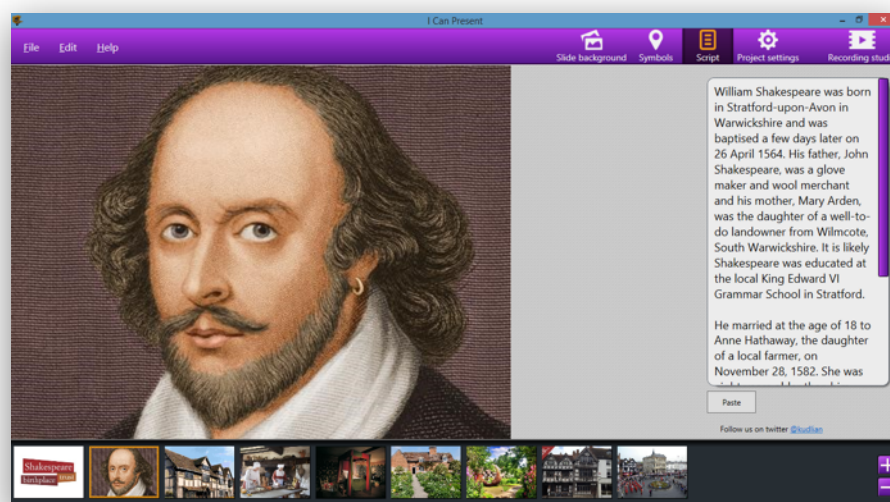 I Can Present
File Edit Help
Slide background Symbols Script Project settings Recording stud
William Shakespeare was born
in Stratford-upon-Avon in
Warwickshire and was
baptised a few days later on
26 April 1564. His father, John
Shakespeare, was a glove
maker and wool merchant
and his mother, Mary Arden,
was the daughter of a well-to-
do landowner from Wilmcote,
South Warwickshire. It is likely
Shakespeare was educated at
the local King Edward VI
Grammar School in Stratford.
He married at the age of 18 to
Anne Hathaway, the daughter
of a local farmer, on
November 28, 1582. She was
Paste
Follow us on twitter @kudlian
Shakespeare
birthplace trust